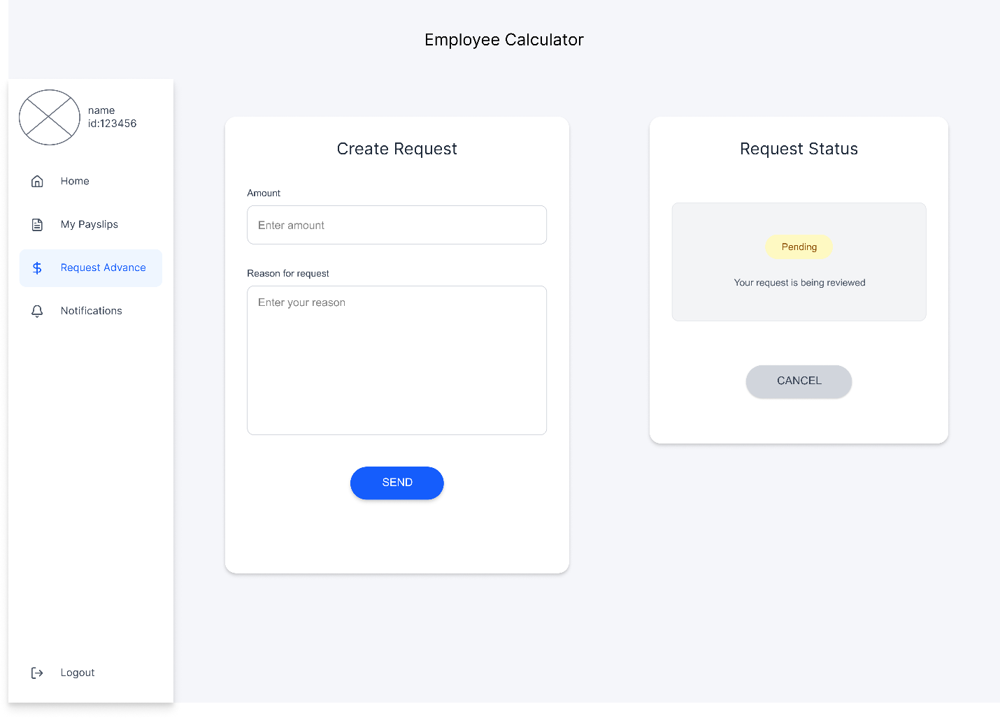 Employee Calculator
name
id:123456
Home
My Payslips
Request Advance
Notifications
Logout
Create Request
Amount
Enter amount
Reason for request
Enter your reason
SEND
Request Status
Pending
Your request is being reviewed
CANCEL